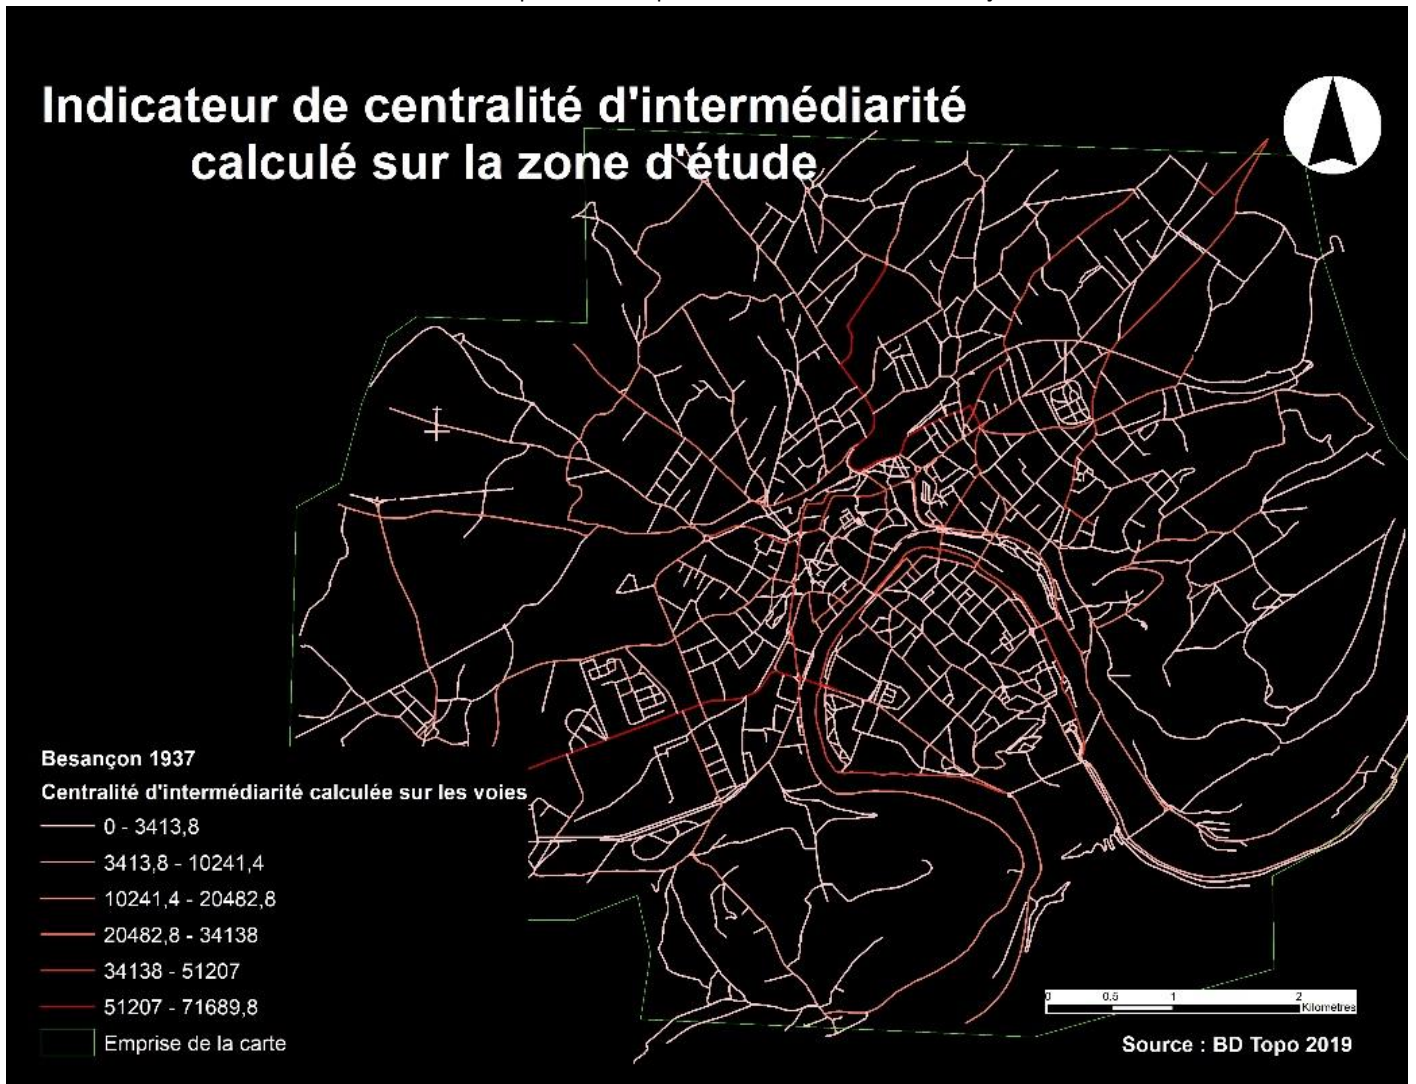 Indicateur de centralité d'intermédiarité
calculé sur la zone d'étude
Besançon 1937
Centralité d'intermédiarité calculée sur les voies
0 - 3413,8
3413,8 - 10241,4
10241,4 - 20482,8
20482,8 - 34138
34138 - 51207
51207 - 71689,8
Emprise de la carte
0 0,5 1 2
Kilomètres
Source : BD Topo 2019